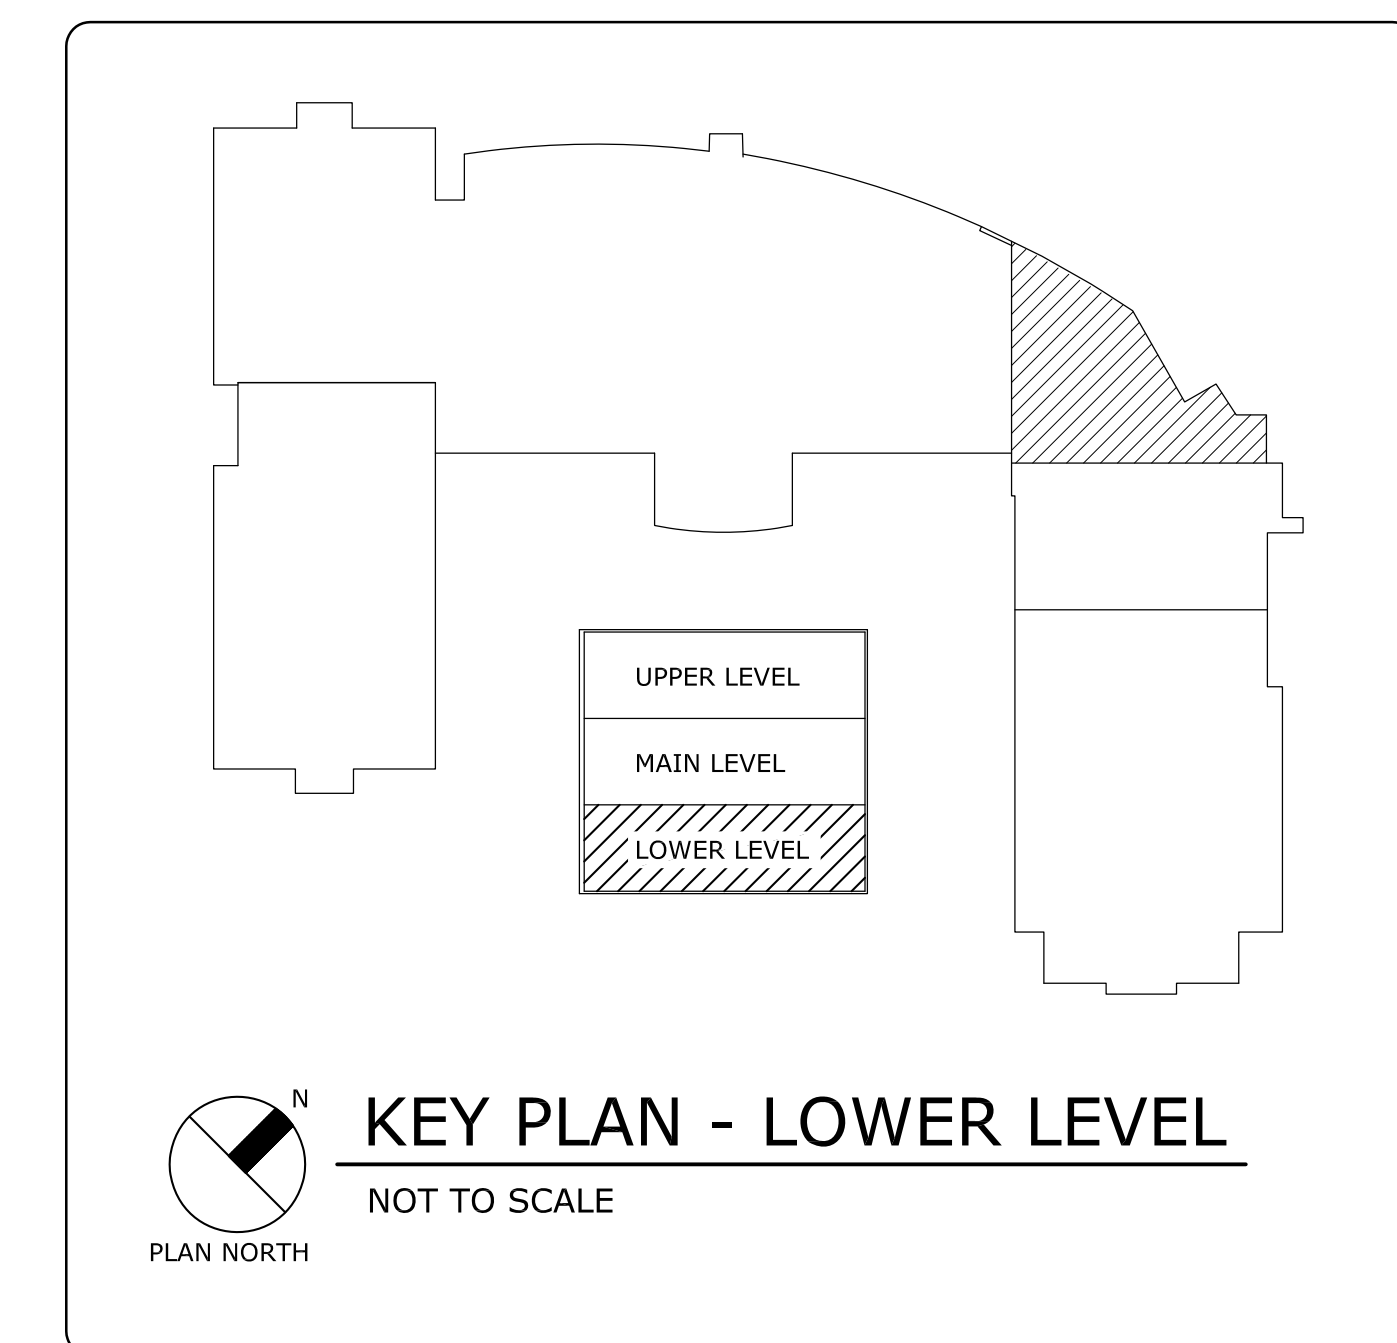 UPPER LEVEL
MAIN LEVEL
LOWER LEVEL
N
KEY PLAN - LOWER LEVEL
NOT TO SCALE
PLAN NORTH